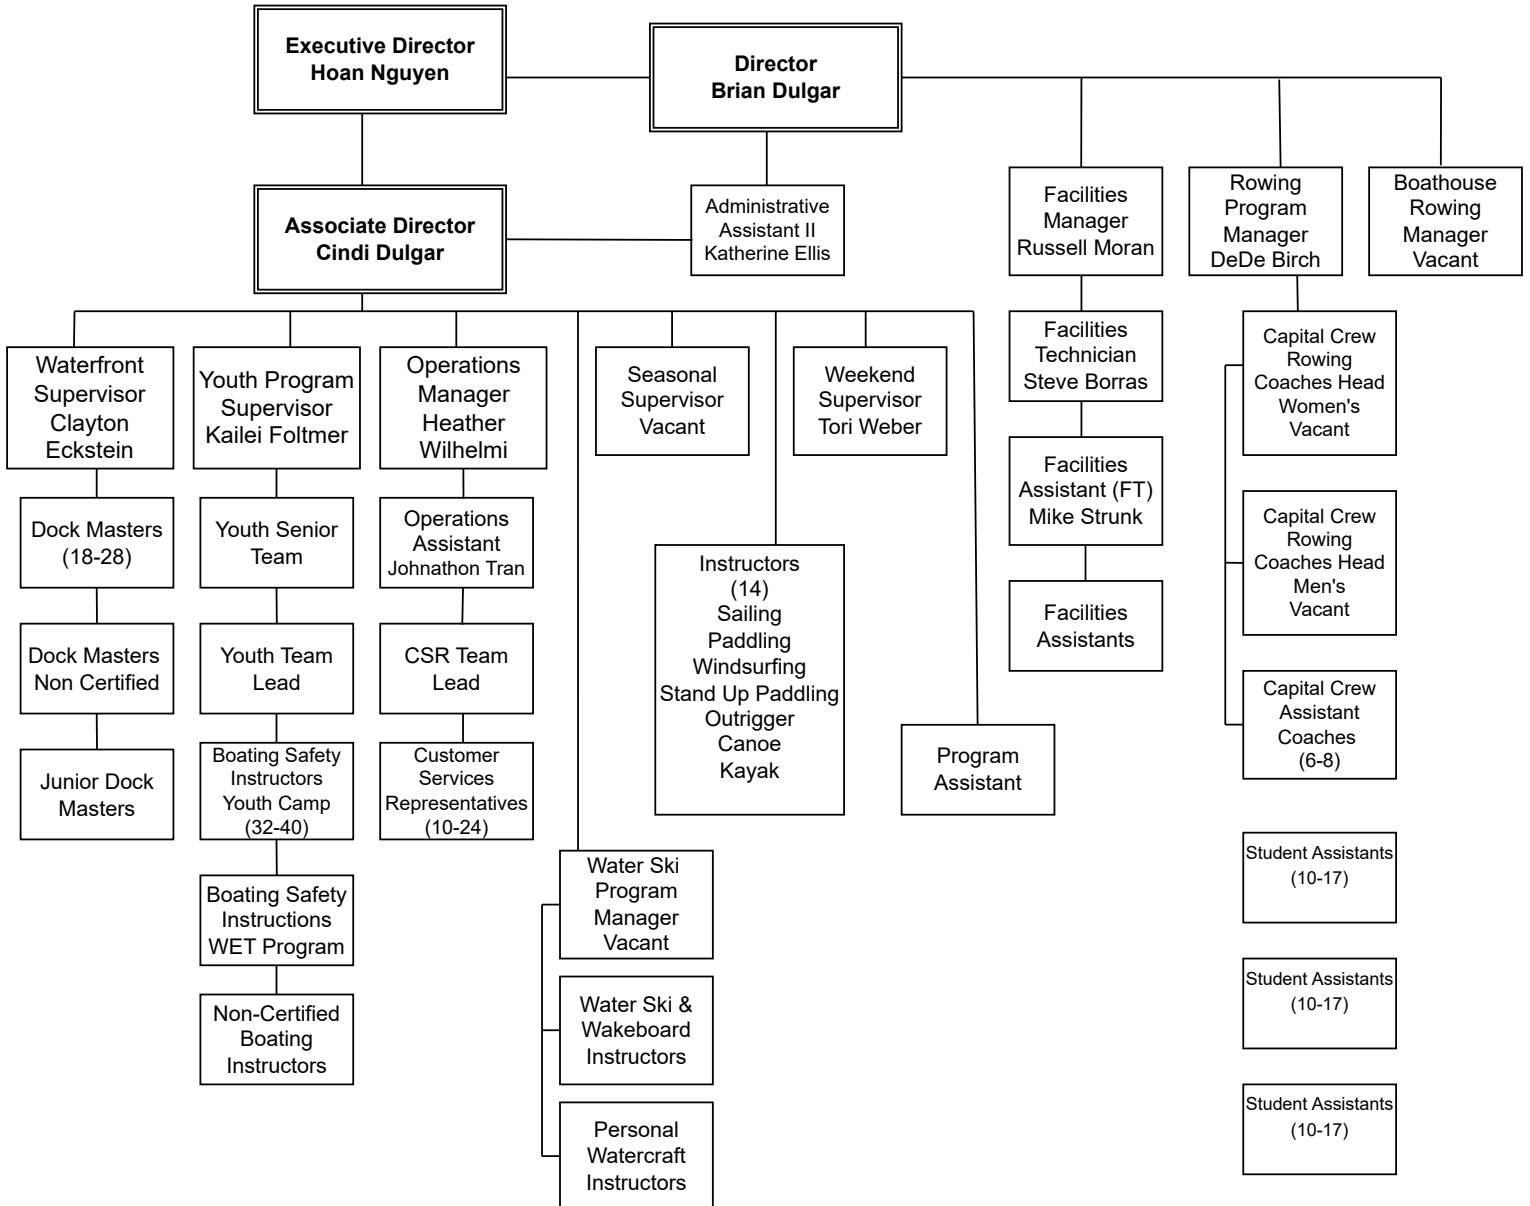 Executive Director
Hoan Nguyen
Director
Brian Dulgar
Associate Director
Cindi Dulgar
Administrative
Assistant II
Katherine Ellis
Facilities
Manager
Russell Moran
Rowing
Program
Manager
DeDe Birch
Boathouse
Rowing
Manager
Vacant
Waterfront
Supervisor
Clayton
Eckstein
Youth Program
Supervisor
Kailei Foltmer
Operations
Manager
Heather
Wilhelmi
Seasonal
Supervisor
Vacant
Weekend
Supervisor
Tori Weber
Facilities
Technician
Steve Borras
Capital Crew
Rowing
Coaches Head
Women's
Vacant
Dock Masters
(18-28)
Youth Senior
Team
Operations
Assistant
Johnathon Tran
Facilities
Assistant (FT)
Mike Strunk
Capital Crew
Rowing
Coaches Head
Men's
Vacant
Instructors
(14)
Sailing
Paddling
Windsurfing
Stand Up Paddling
Outrigger
Canoe
Kayak
Facilities
Assistants
Dock Masters
Non Certified
Youth Team
Lead
CSR Team
Lead
Capital Crew
Assistant
Coaches
(6-8)
Junior Dock
Masters
Boating Safety
Instructors
Youth Camp
(32-40)
Customer
Services
Representatives
(10-24)
Program
Assistant
Water Ski
Program
Manager
Vacant
Student Assistants
(10-17)
Boating Safety
Instructions
WET Program
Water Ski &
Wakeboard
Instructors
Student Assistants
(10-17)
Non-Certified
Boating
Instructors
Personal
Watercraft
Instructors
Student Assistants
(10-17)